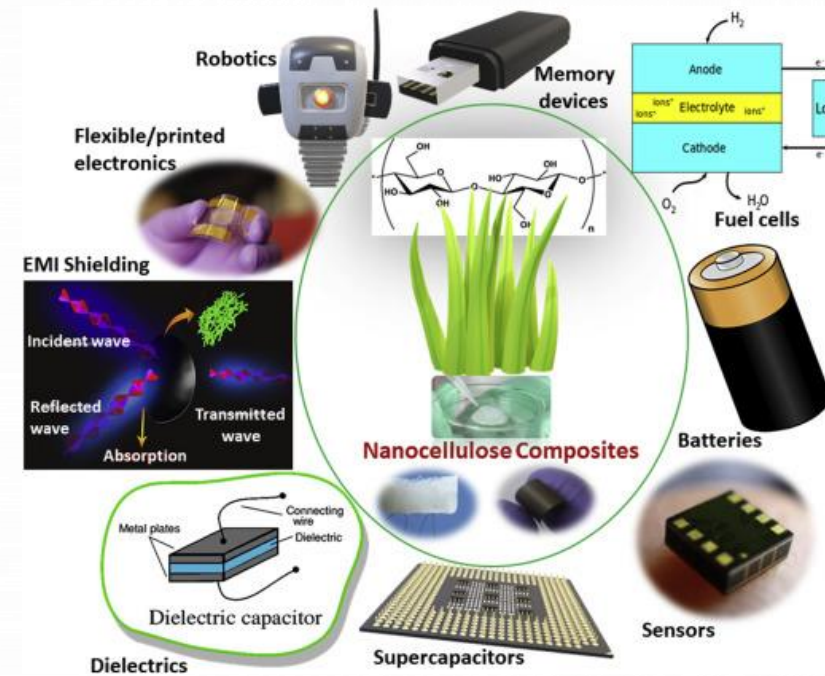 Robotics
Memory
devices
H₂
Anode
e⁻
ions⁺
ions⁺
Electrolyte
ions⁺
Cathode
e⁻
O₂
H₂O
Fuel cells
Flexible/printed
electronics
OH
HO
OH
O
O
HO
OH
O
O
OH
n
EMI Shielding
Incident wave
Reflected
wave
Transmitted
wave
Absorption
Batteries
Nanocellulose Composites
Connecting
wire
Metal plates
Dielectric
Dielectric capacitor
Dielectrics
Supercapacitors
Sensors